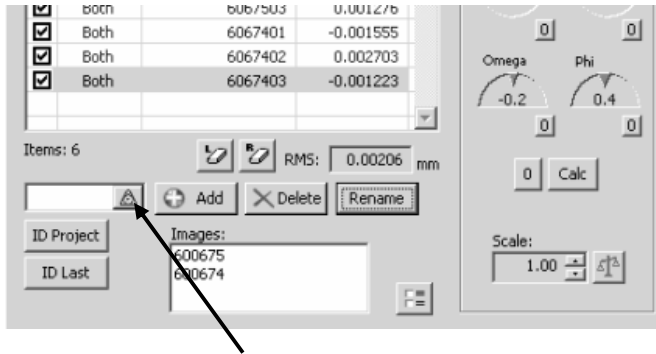 Both 6067503 0.001276
Both 6067401 -0.001555
Both 6067402 0.002703
Both 6067403 -0.001223
0 0
Omega Phi
-0.2 0.4
0 0
Items: 6
L R RMS: 0.00206 mm
0 Calc
Add Delete Rename
ID Project
ID Last
Images:
600675
600674
Scale:
1.00